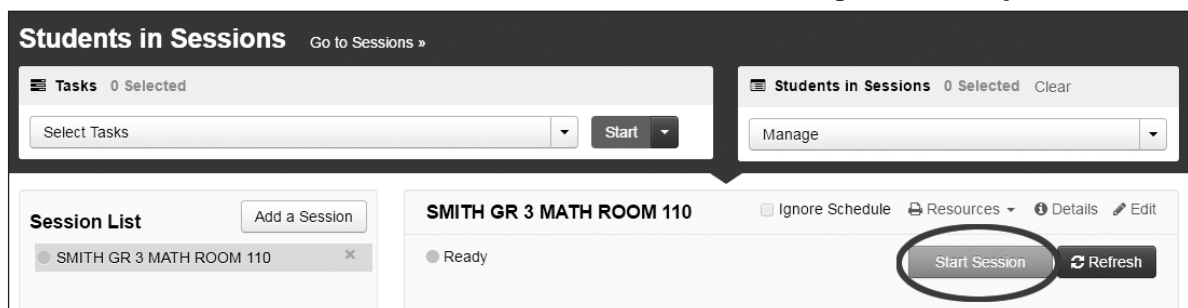 Students in Sessions Go to Sessions »
Tasks 0 Selected
Select Tasks
Start
Students in Sessions 0 Selected Clear
Manage
Session List
Add a Session
SMITH GR 3 MATH ROOM 110 ×
SMITH GR 3 MATH ROOM 110
Ignore Schedule Resources Details Edit
Ready
Start Session Refresh